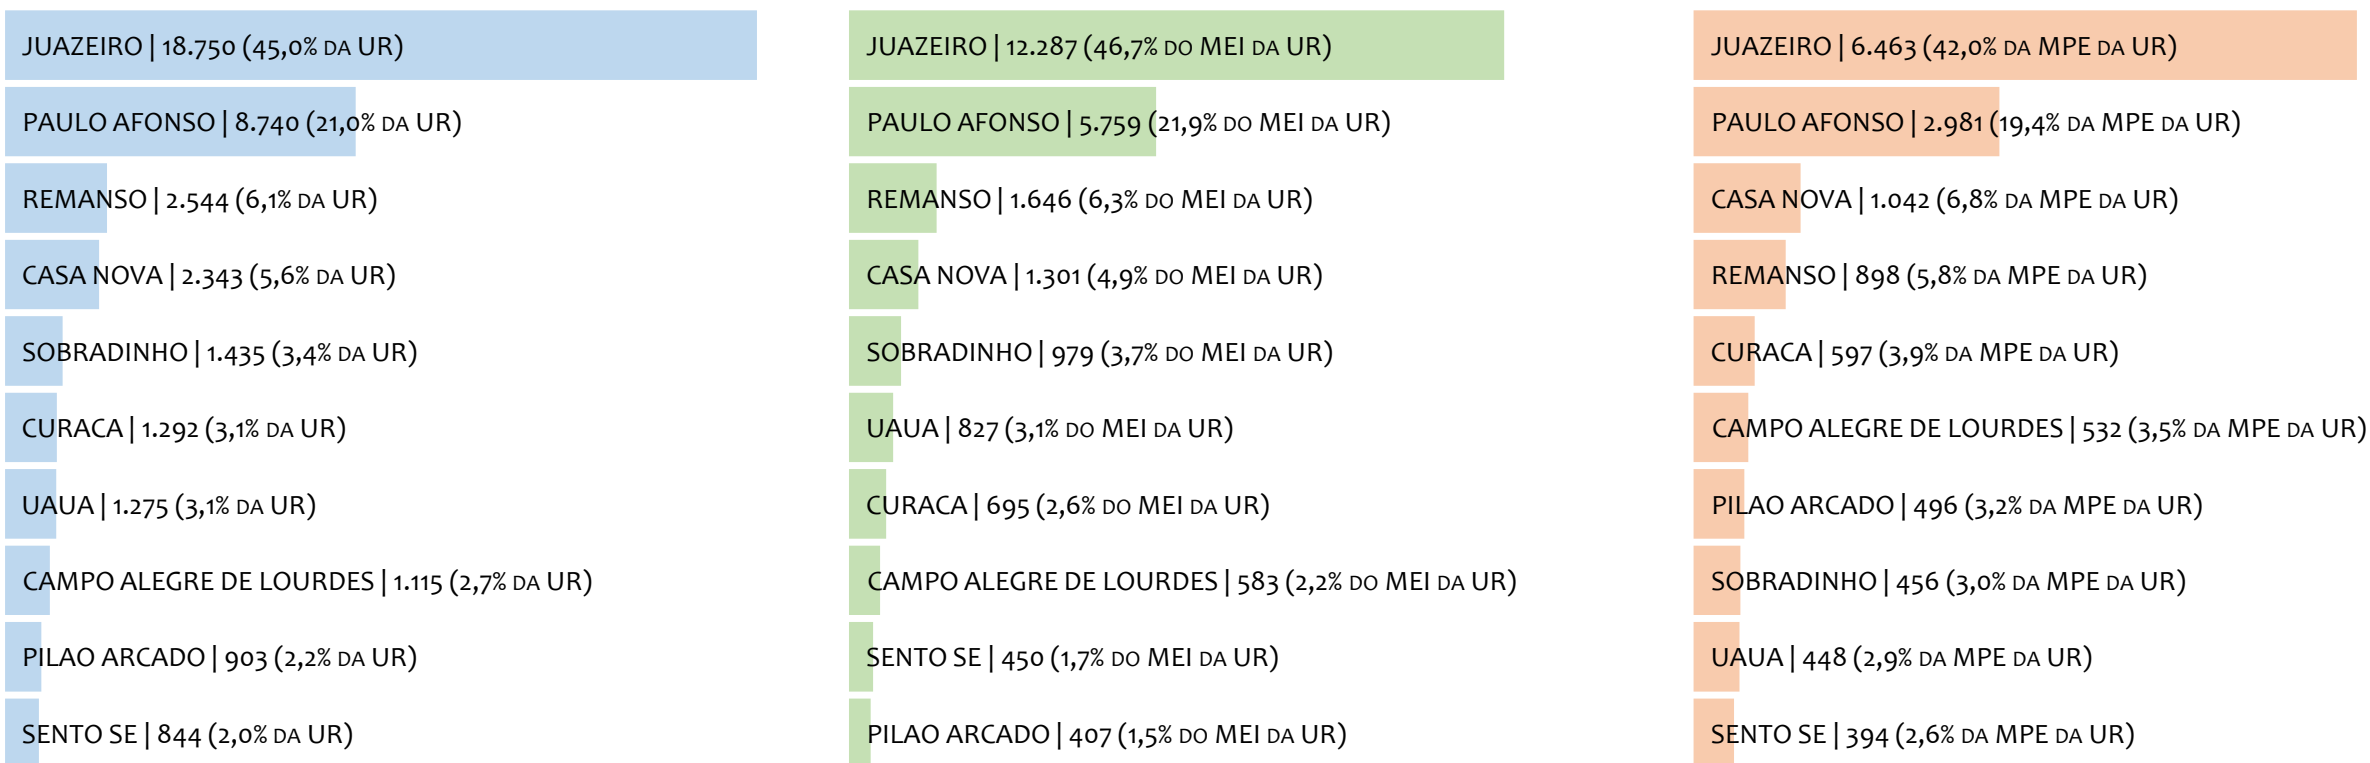 JUAZEIRO | 18.750 (45,0% DA UR)
PAULO AFONSO | 8.740 (21,0% DA UR)
REMANSO | 2.544 (6,1% DA UR)
CASA NOVA | 2.343 (5,6% DA UR)
SOBRADINHO | 1.435 (3,4% DA UR)
CURACA | 1.292 (3,1% DA UR)
UAUA | 1.275 (3,1% DA UR)
CAMPO ALEGRE DE LOURDES | 1.115 (2,7% DA UR)
PILAO ARCADO | 903 (2,2% DA UR)
SENTO SE | 844 (2,0% DA UR)
JUAZEIRO | 12.287 (46,7% DO MEI DA UR)
PAULO AFONSO | 5.759 (21,9% DO MEI DA UR)
REMANSO | 1.646 (6,3% DO MEI DA UR)
CASA NOVA | 1.301 (4,9% DO MEI DA UR)
SOBRADINHO | 979 (3,7% DO MEI DA UR)
UAUA | 827 (3,1% DO MEI DA UR)
CURACA | 695 (2,6% DO MEI DA UR)
CAMPO ALEGRE DE LOURDES | 583 (2,2% DO MEI DA UR)
SENTO SE | 450 (1,7% DO MEI DA UR)
PILAO ARCADO | 407 (1,5% DO MEI DA UR)
JUAZEIRO | 6.463 (42,0% DA MPE DA UR)
PAULO AFONSO | 2.981 (19,4% DA MPE DA UR)
CASA NOVA | 1.042 (6,8% DA MPE DA UR)
REMANSO | 898 (5,8% DA MPE DA UR)
CURACA | 597 (3,9% DA MPE DA UR)
CAMPO ALEGRE DE LOURDES | 532 (3,5% DA MPE DA UR)
PILAO ARCADO | 496 (3,2% DA MPE DA UR)
SOBRADINHO | 456 (3,0% DA MPE DA UR)
UAUA | 448 (2,9% DA MPE DA UR)
SENTO SE | 394 (2,6% DA MPE DA UR)